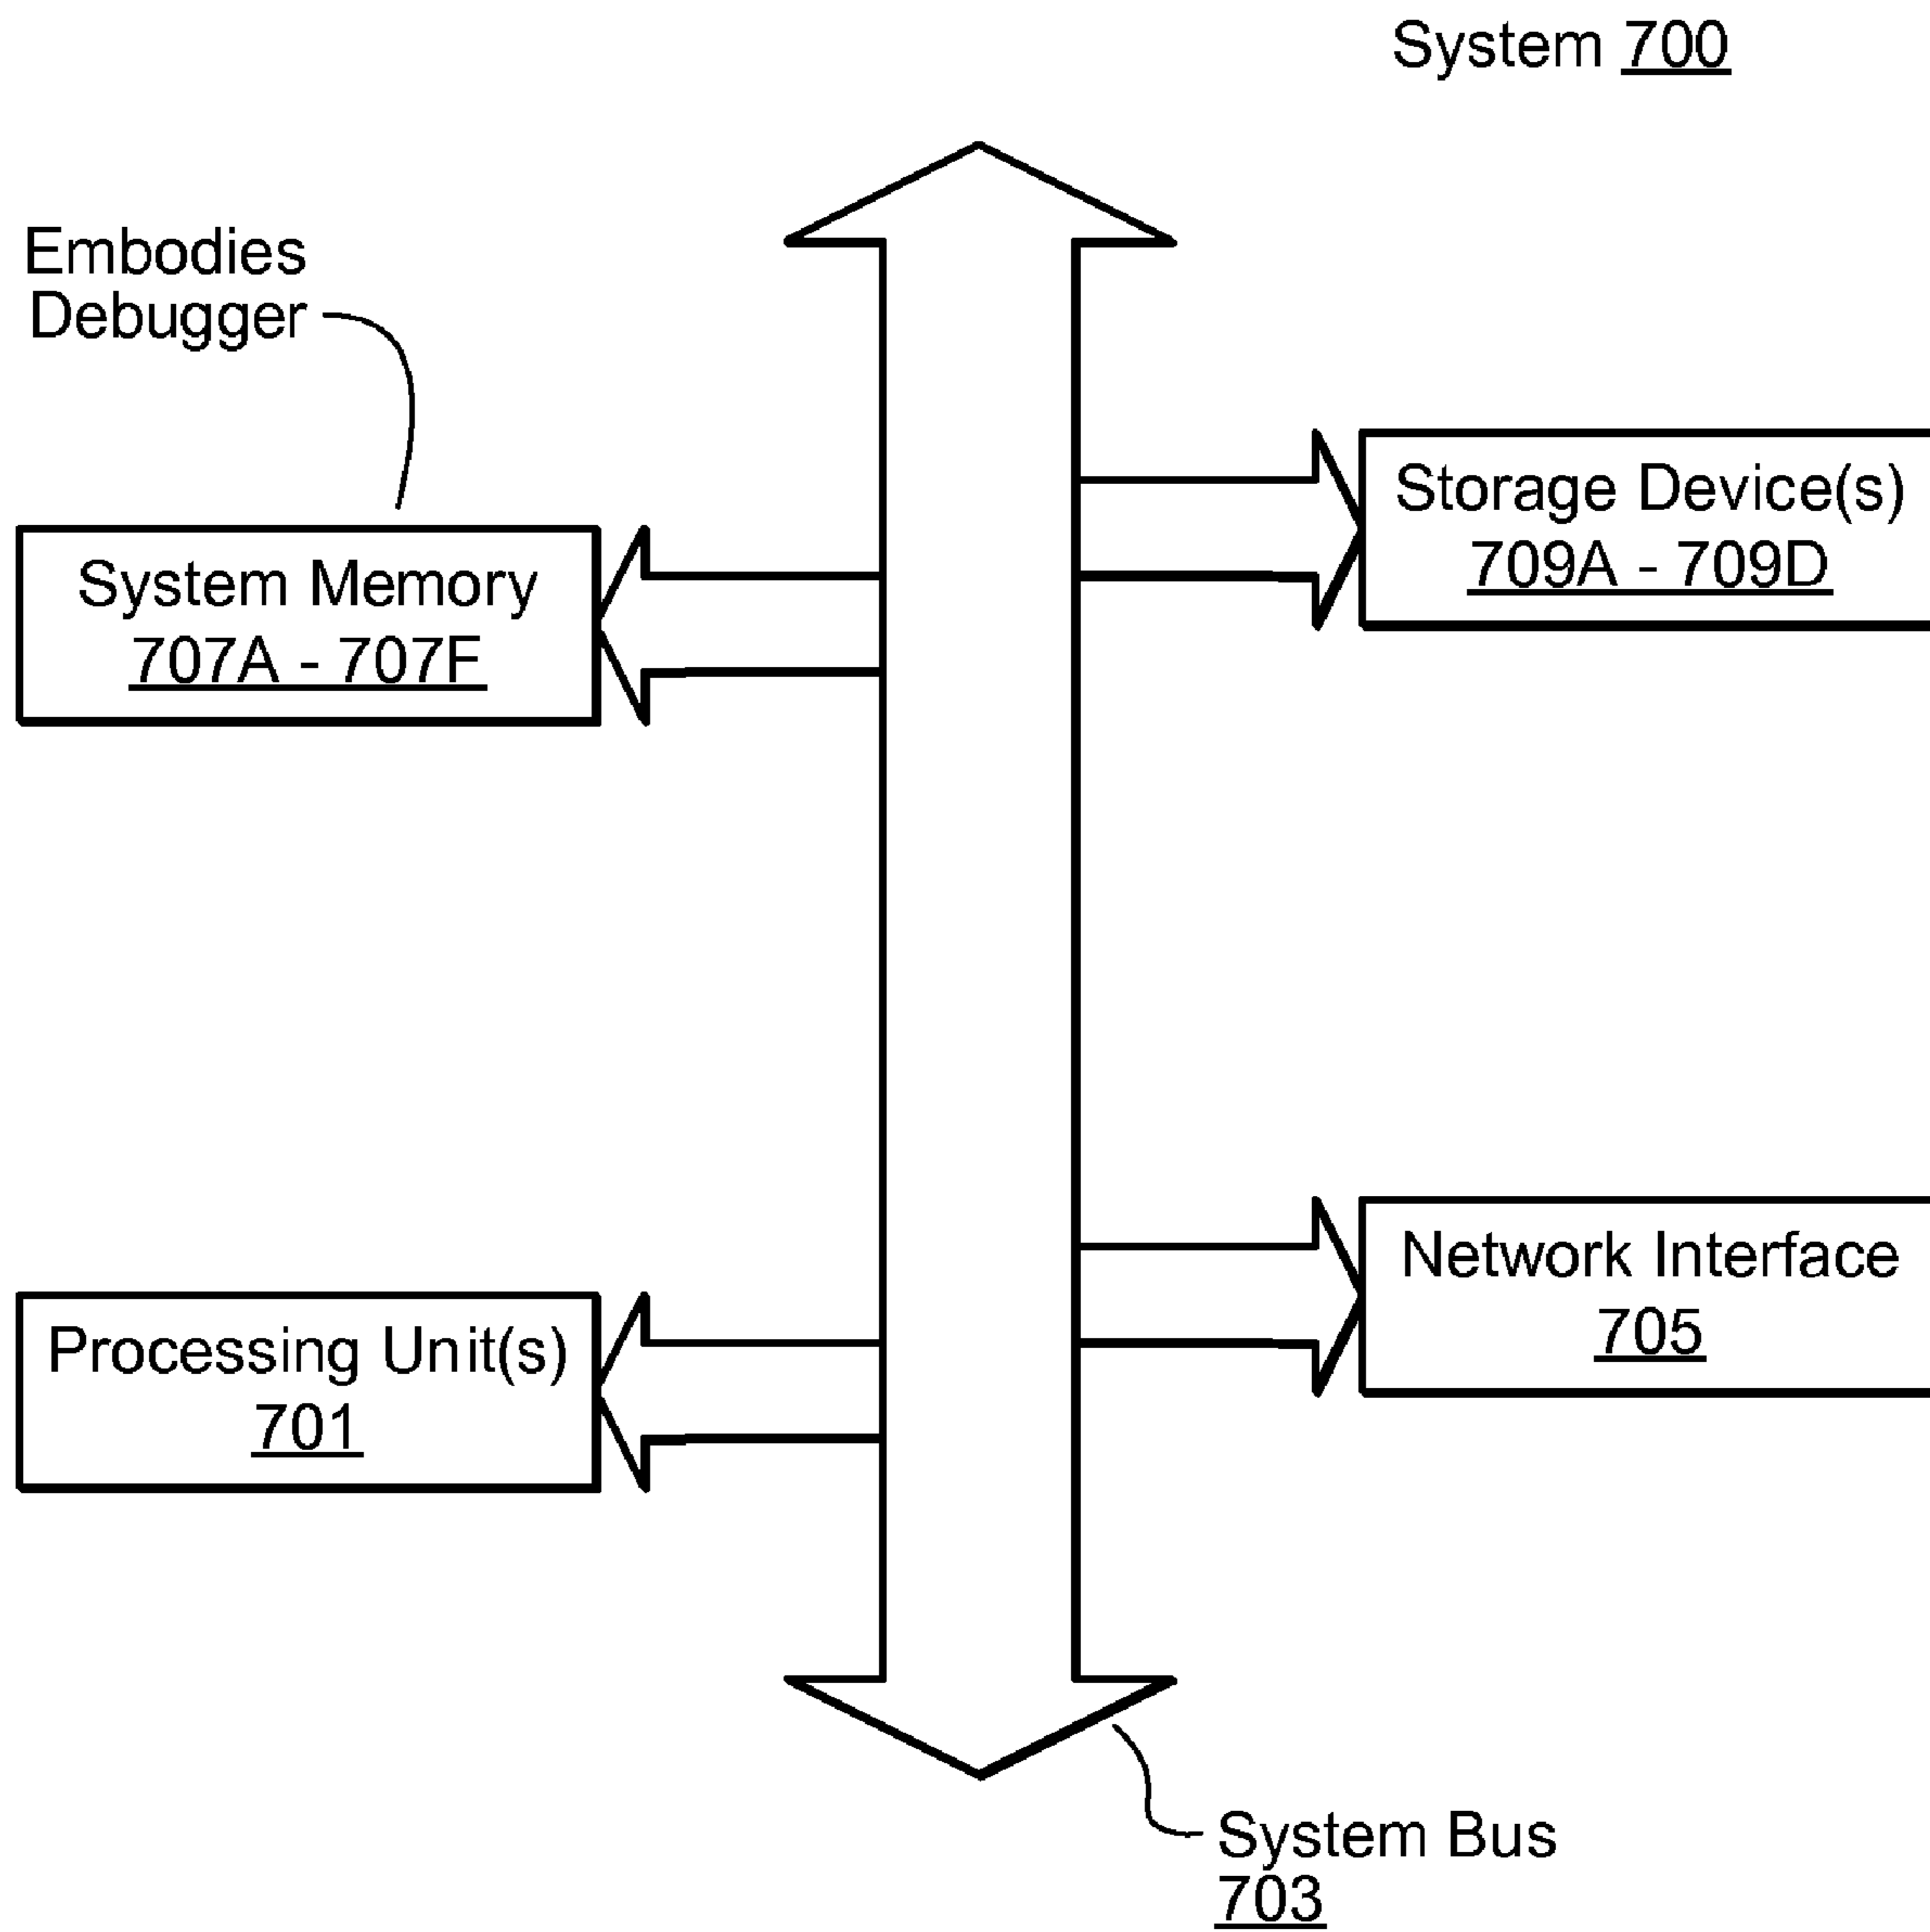 System 700
Embodies
Debugger
Storage Device(s)
709A - 709D
System Memory
707A - 707F
Network Interface
705
Processing Unit(s)
701
System Bus
703